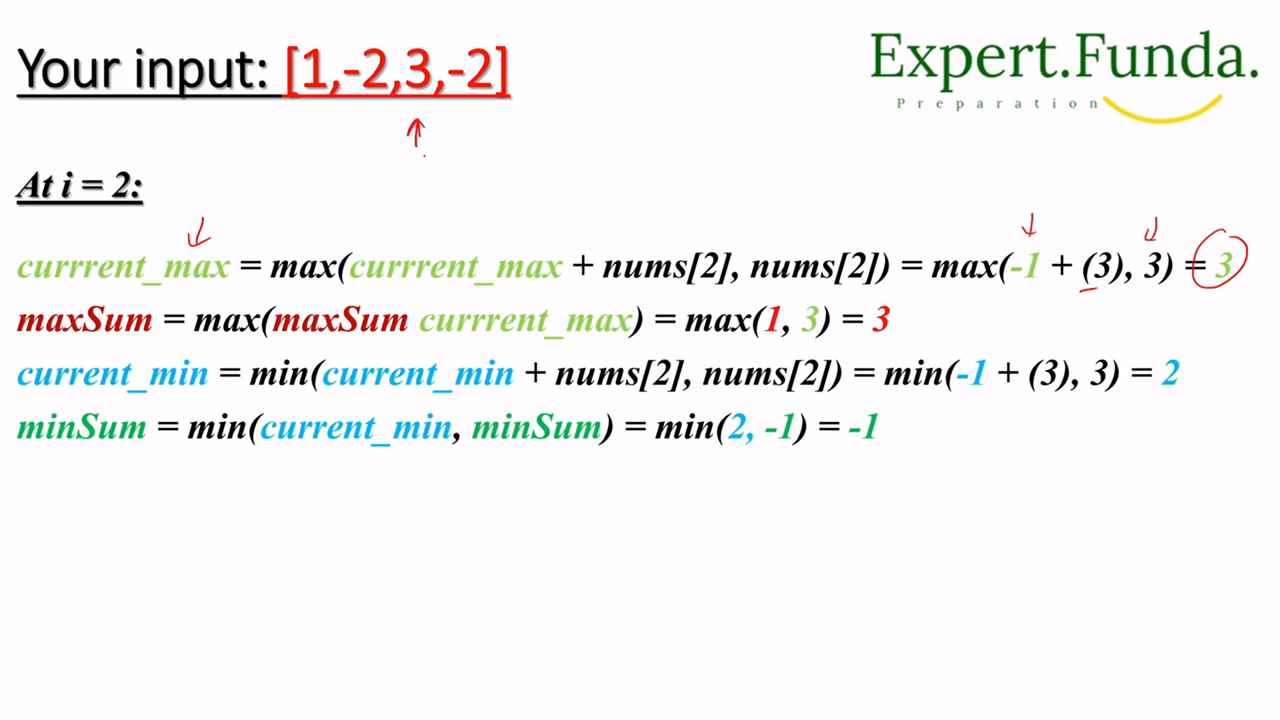 Your input: [1,-2,3,-2]
Expert.Funda.
Preparation
At i = 2:
currrent_max = max(currrent_max + nums[2], nums[2]) = max(-1 + (3), 3) = 3
maxSum = max(maxSum currrent_max) = max(1, 3) = 3
current_min = min(current_min + nums[2], nums[2]) = min(-1 + (3), 3) = 2
minSum = min(current_min, minSum) = min(2, -1) = -1